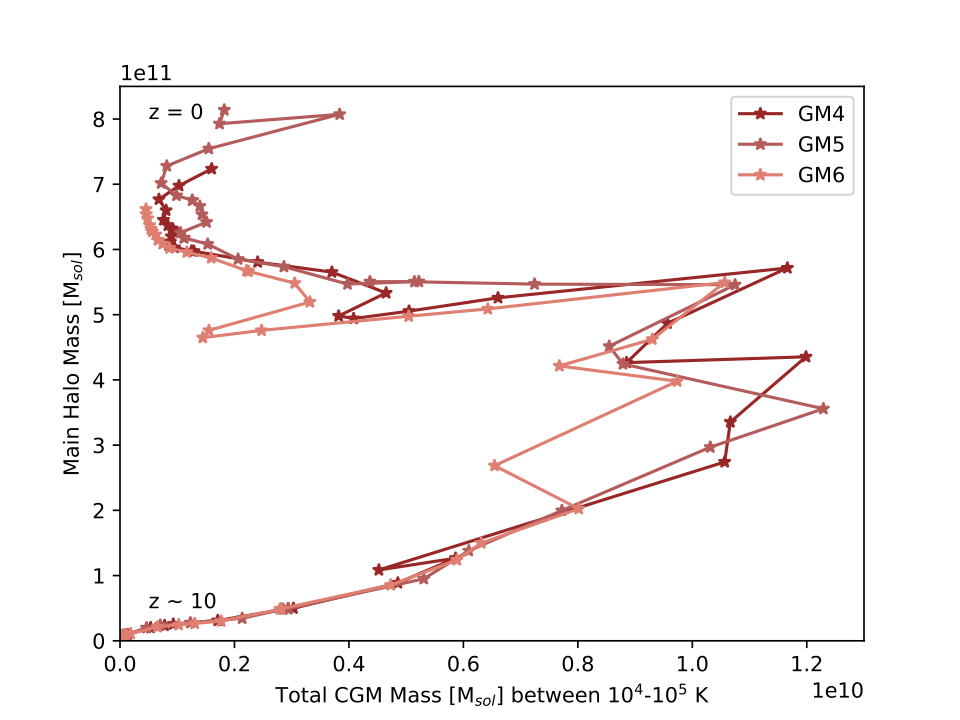 1e11
z = 0
GM4
GM5
GM6
8
7
6
5
4
3
2
1
0
Main Halo Mass [M_sol]
z ~ 10
0.0 0.2 0.4 0.6 0.8 1.0 1.2
1e10
Total CGM Mass [M_sol] between 10^4-10^5 K